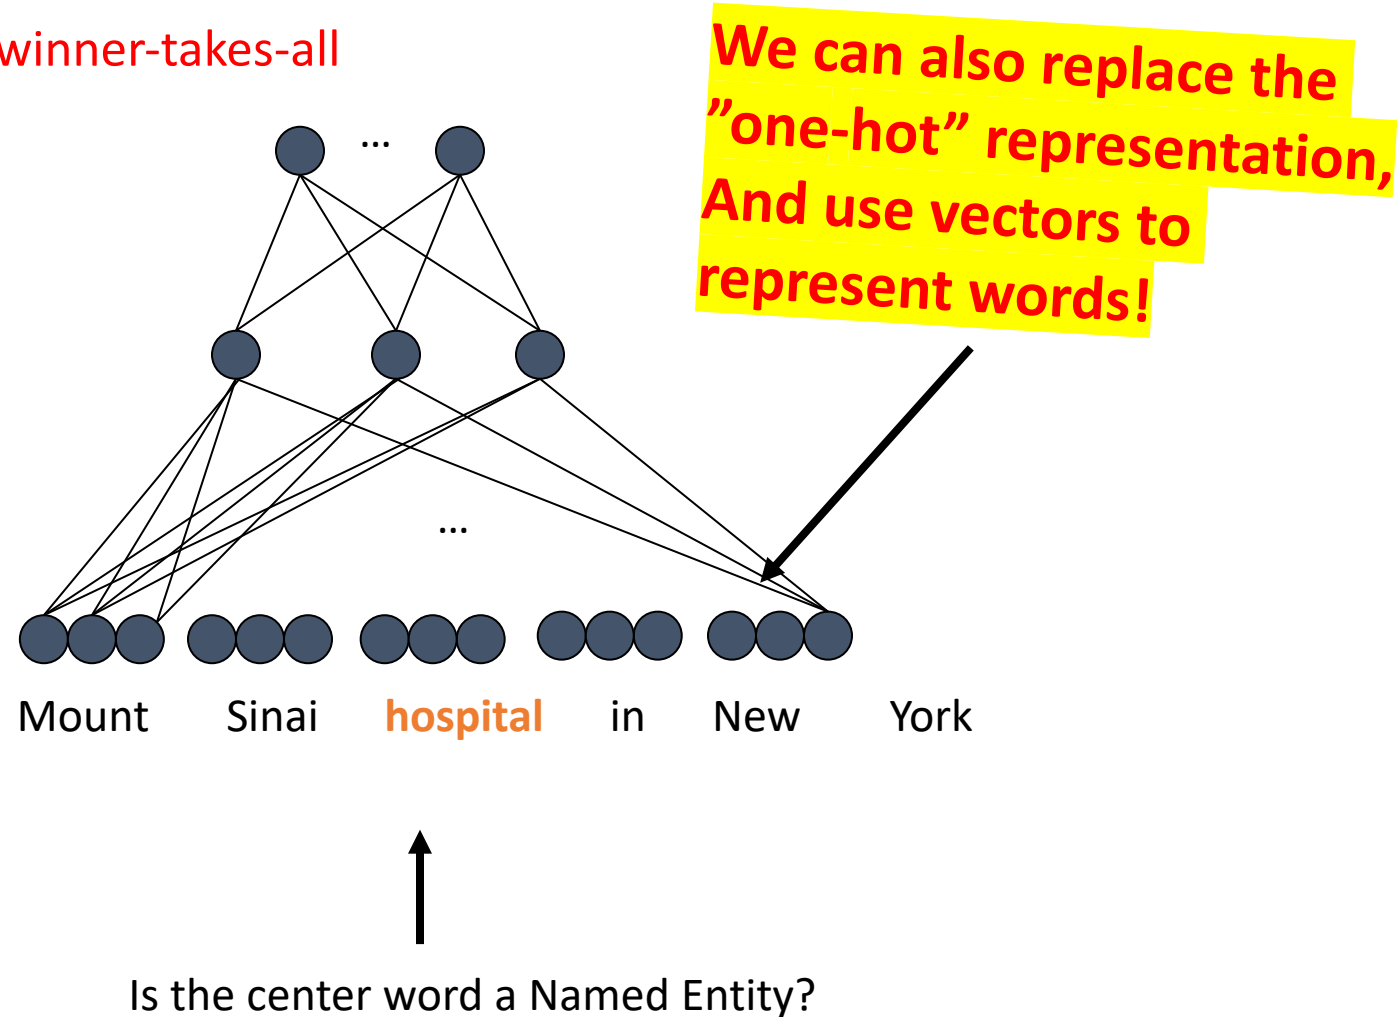 winner-takes-all
We can also replace the
”one-hot” representation,
And use vectors to
represent words!
...
...
Mount Sinai hospital in New York
Is the center word a Named Entity?